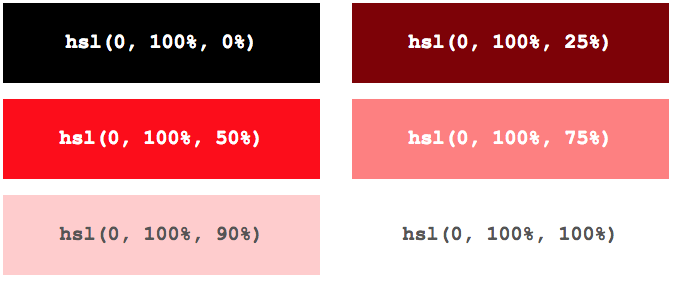 hsl(0, 100%, 0%)
hsl(0, 100%, 25%)
hsl(0, 100%, 50%)
hsl(0, 100%, 75%)
hsl(0, 100%, 90%)
hsl(0, 100%, 100%)